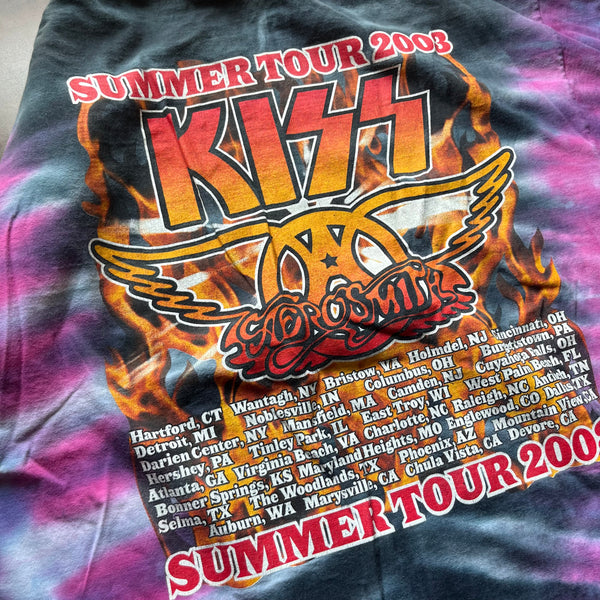 SUMMER TOUR 2003
KISS
AEROSMITH
Hartford, CT Wantagh, NY Bristow, VA Holmdel, NJ Cincinnati, OH
Detroit, MI Noblesville, IN Columbus, OH Burgettstown, PA
Darien Center, NY Mansfield, MA Camden, NJ Cuyahoga Falls, OH
Hershey, PA Tinley Park, IL East Troy, WI West Palm Beach, FL
Atlanta, GA Virginia Beach, VA Charlotte, NC Raleigh, NC Antioch, TN
Bonner Springs, KS Maryland Heights, MO Englewood, CO Dallas, TX
Selma, TX The Woodlands, TX Phoenix, AZ Mountain View, CA
Auburn, WA Marysville, CA Chula Vista, CA Devore, CA
SUMMER TOUR 2003